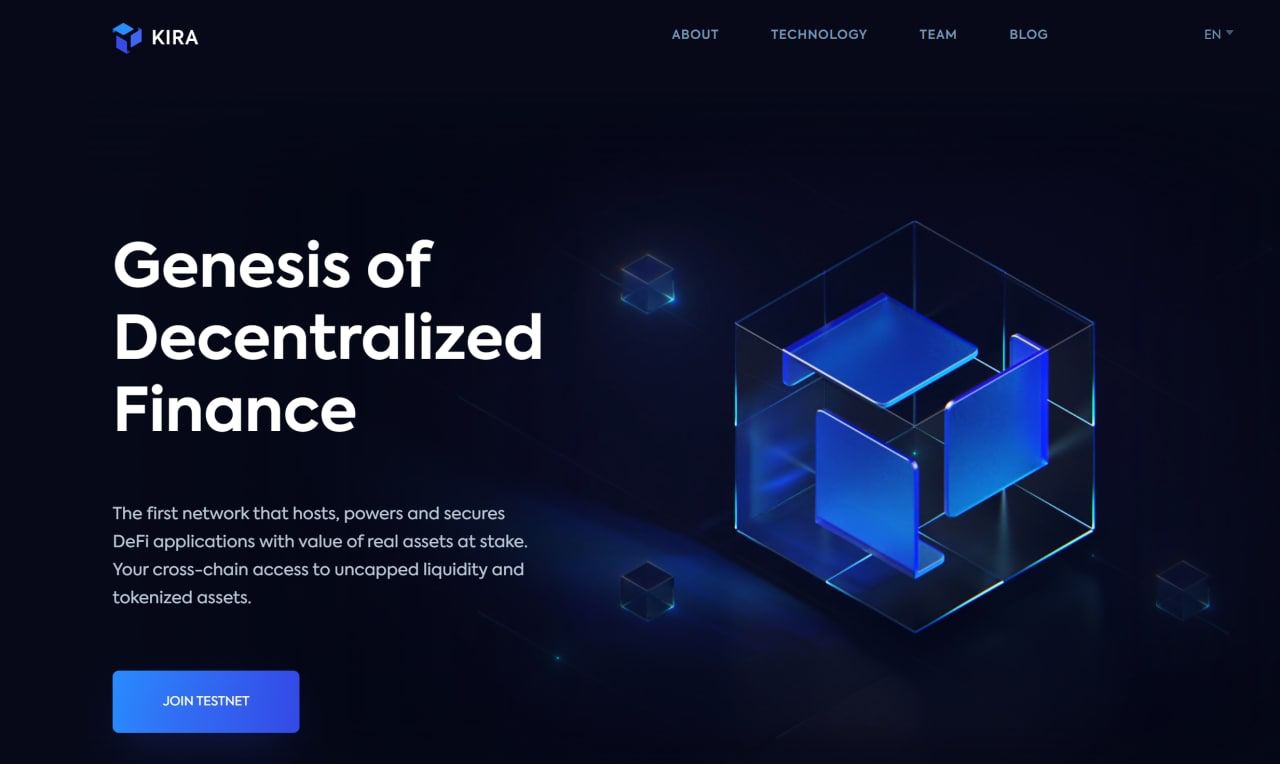 KIRA
ABOUT
TECHNOLOGY
TEAM
BLOG
EN
Genesis of
Decentralized
Finance
The first network that hosts, powers and secures
DeFi applications with value of real assets at stake.
Your cross-chain access to uncapped liquidity and
tokenized assets.
JOIN TESTNET